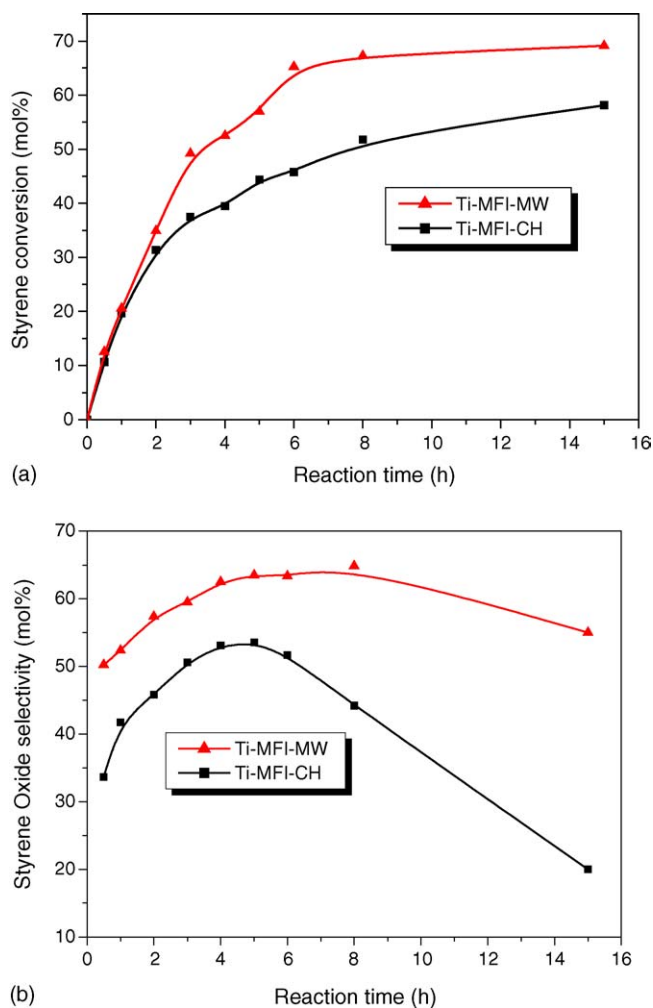 70
60
50
40
30
20
10
0
Styrene conversion (mol%)
Ti-MFI-MW
Ti-MFI-CH
0 2 4 6 8 10 12 14 16
Reaction time (h)
(a)
70
60
50
40
30
20
10
Styrene Oxide selectivity (mol%)
Ti-MFI-MW
Ti-MFI-CH
0 2 4 6 8 10 12 14 16
Reaction time (h)
(b)